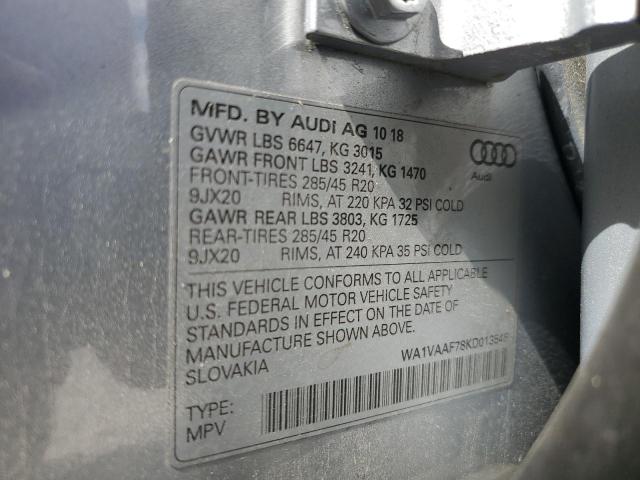 MFD. BY AUDI AG 10 18
GVWR LBS 6647, KG 3015
GAWR FRONT LBS 3241, KG 1470
FRONT-TIRES 285/45 R20
9JX20 RIMS, AT 220 KPA 32 PSI COLD
GAWR REAR LBS 3803, KG 1725
REAR-TIRES 285/45 R20
9JX20 RIMS, AT 240 KPA 35 PSI COLD
Audi
THIS VEHICLE CONFORMS TO ALL APPLICABLE
U.S. FEDERAL MOTOR VEHICLE SAFETY
STANDARDS IN EFFECT ON THE DATE OF
MANUFACTURE SHOWN ABOVE.
SLOVAKIA
TYPE:
MPV